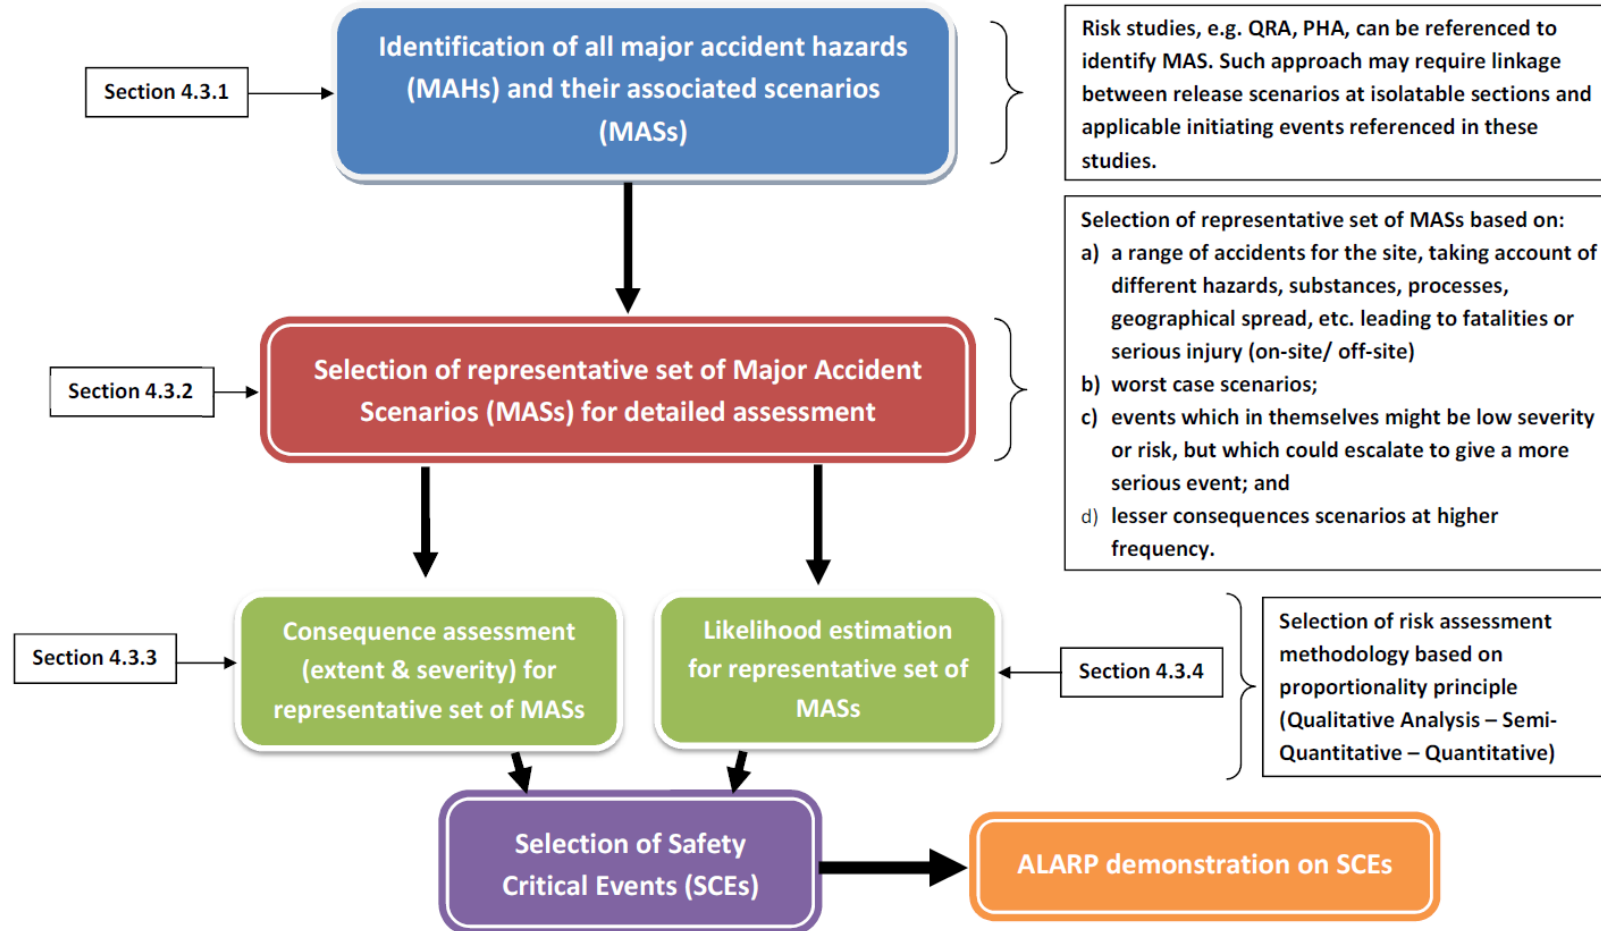 Identification of all major accident hazards
(MAHs) and their associated scenarios
(MASs)
Section 4.3.1
Risk studies, e.g. QRA, PHA, can be referenced to
identify MAS. Such approach may require linkage
between release scenarios at isolatable sections and
applicable initiating events referenced in these
studies.
Selection of representative set of Major Accident
Scenarios (MASs) for detailed assessment
Section 4.3.2
Selection of representative set of MASs based on:
a) a range of accidents for the site, taking account of
different hazards, substances, processes,
geographical spread, etc. leading to fatalities or
serious injury (on-site/ off-site)
b) worst case scenarios;
c) events which in themselves might be low severity
or risk, but which could escalate to give a more
serious event; and
d) lesser consequences scenarios at higher
frequency.
Section 4.3.3
Consequence assessment
(extent & severity) for
representative set of MASs
Likelihood estimation
for representative set of
MASs
Section 4.3.4
Selection of risk assessment
methodology based on
proportionality principle
(Qualitative Analysis – Semi-
Quantitative – Quantitative)
Selection of Safety
Critical Events (SCEs)
ALARP demonstration on SCEs